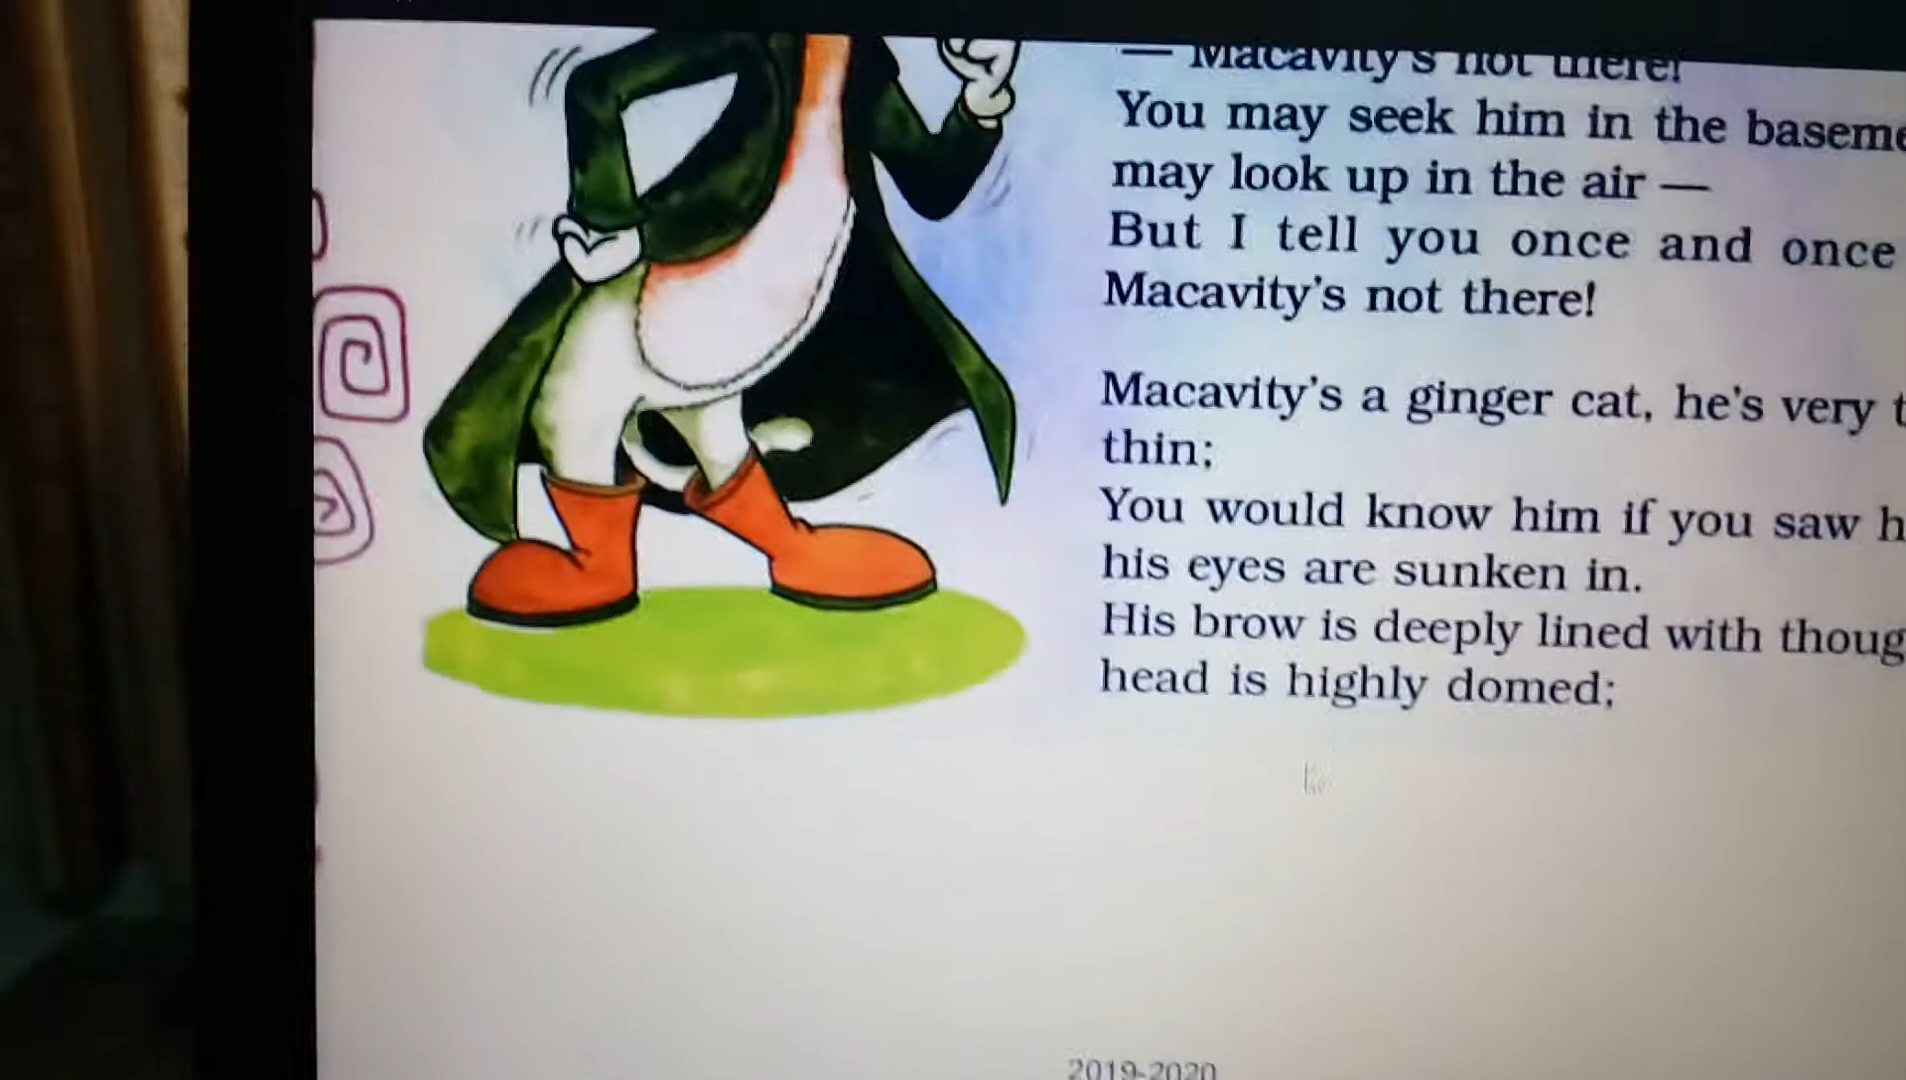 — Macavity's not there!
You may seek him in the
may look up in the air —
But I tell you once and once
Macavity's not there!
Macavity's a ginger cat, he's very
thin;
You would know him if you saw
his eyes are sunken in.
His brow is deeply lined with
head is highly domed;
2019-2020